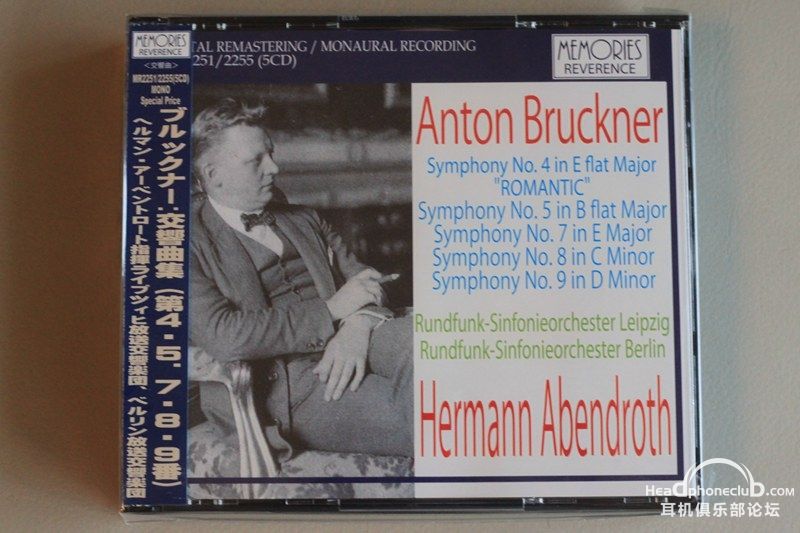 MEMORIES
REVERENCE
<交響曲>
MR2251/2255(5CD)
MONO
Special Price
ブルックナー:交響曲集（第4・5・7・8・9番）
ヘルマン・アーベントロート指揮ライプツィヒ放送交響楽団、ベルリン放送交響楽団
TAL REMASTERING / MONAURAL RECORDING
251/2255 (5CD)
MEMORIES
REVERENCE
Anton Bruckner
Symphony No. 4 in E flat Major
"ROMANTIC"
Symphony No. 5 in B flat Major
Symphony No. 7 in E Major
Symphony No. 8 in C Minor
Symphony No. 9 in D Minor
Rundfunk-Sinfonieorchester Leipzig
Rundfunk-Sinfonieorchester Berlin
Hermann Abendroth
HeadphonecluD.com
耳机俱乐部论坛